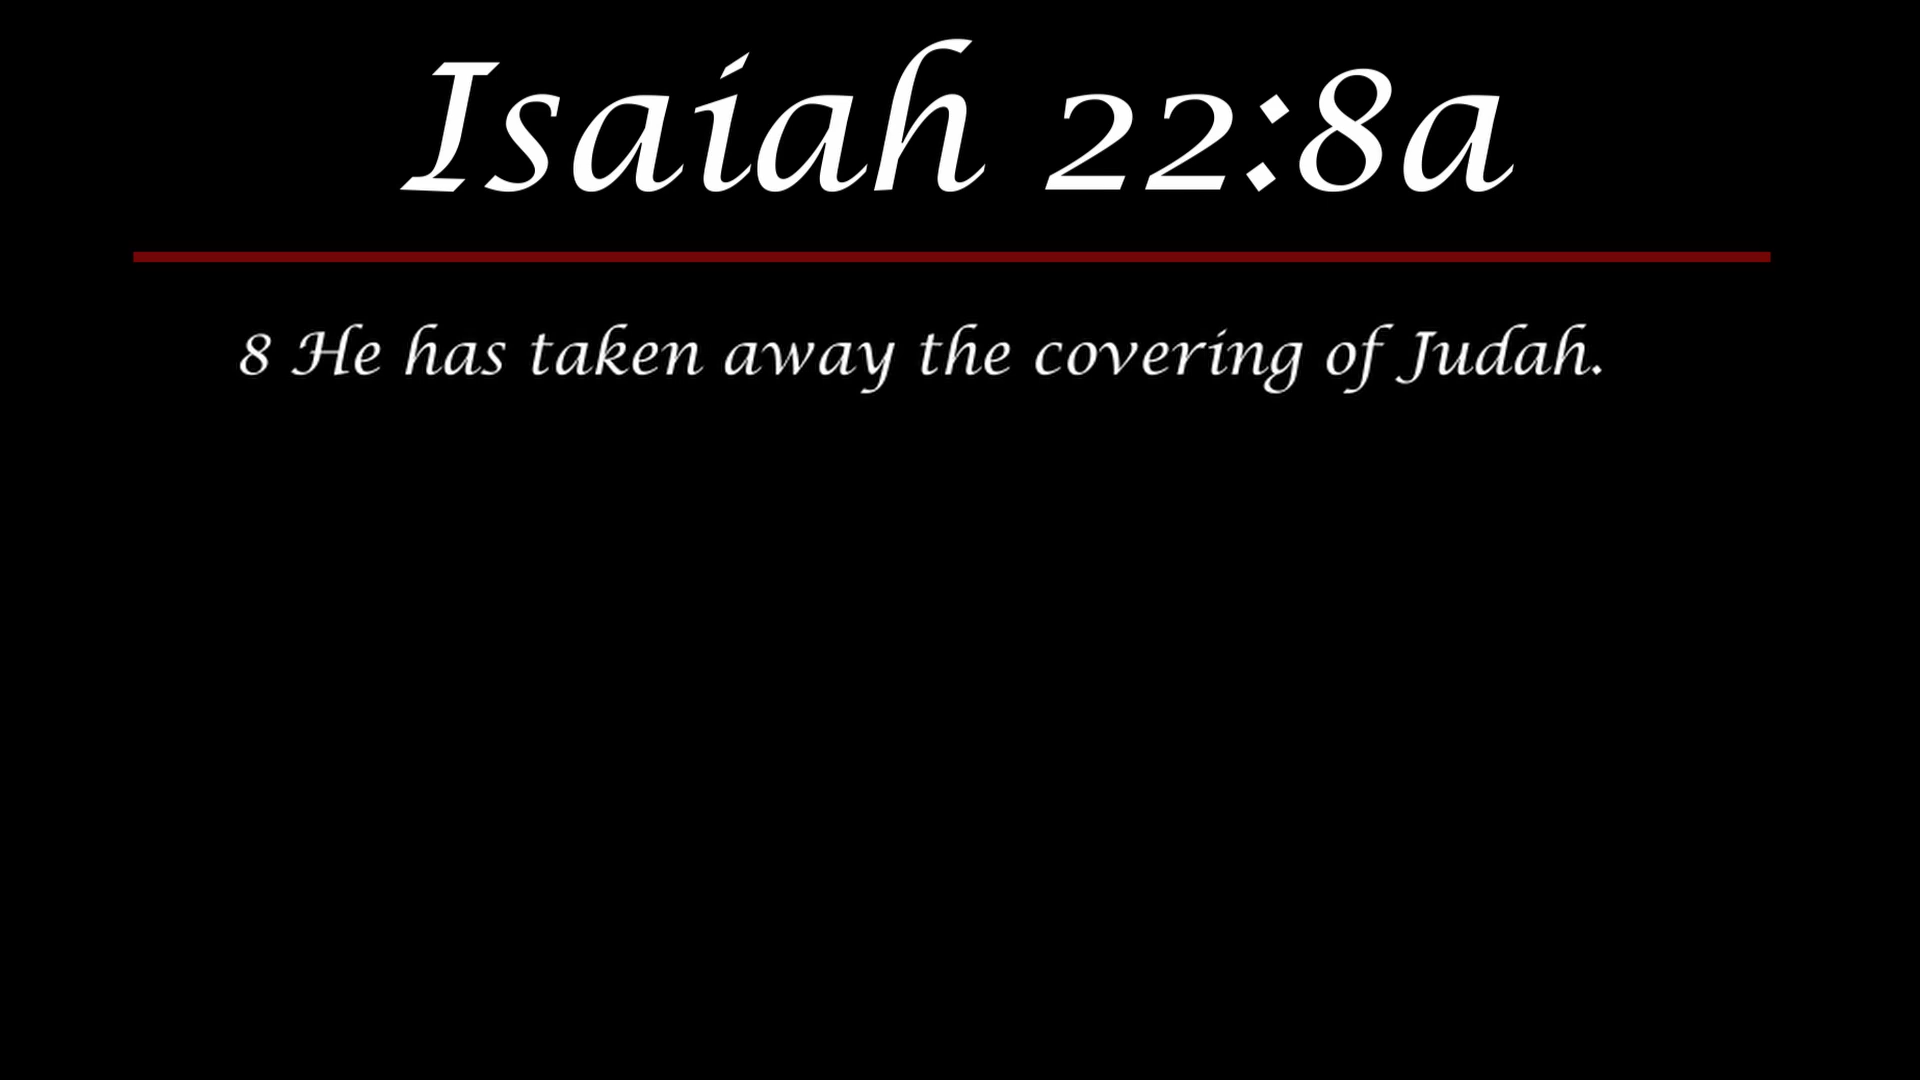 Isaiah 22:8a
8 He has taken away the covering of Judah.